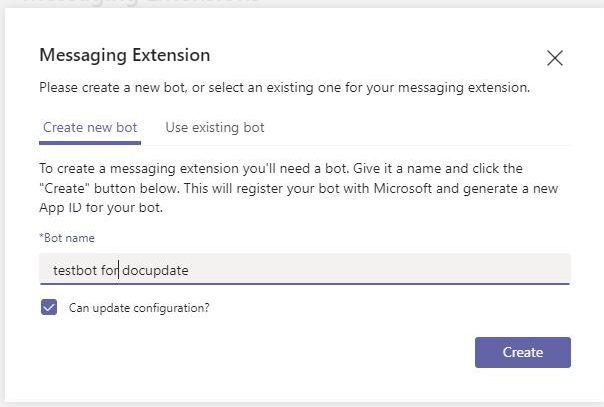 Messaging Extension
Please create a new bot, or select an existing one for your messaging extension.
Create new bot Use existing bot
To create a messaging extension you'll need a bot. Give it a name and click the
"Create" button below. This will register your bot with Microsoft and generate a new
App ID for your bot.
*Bot name
testbot for docupdate
Can update configuration?
Create